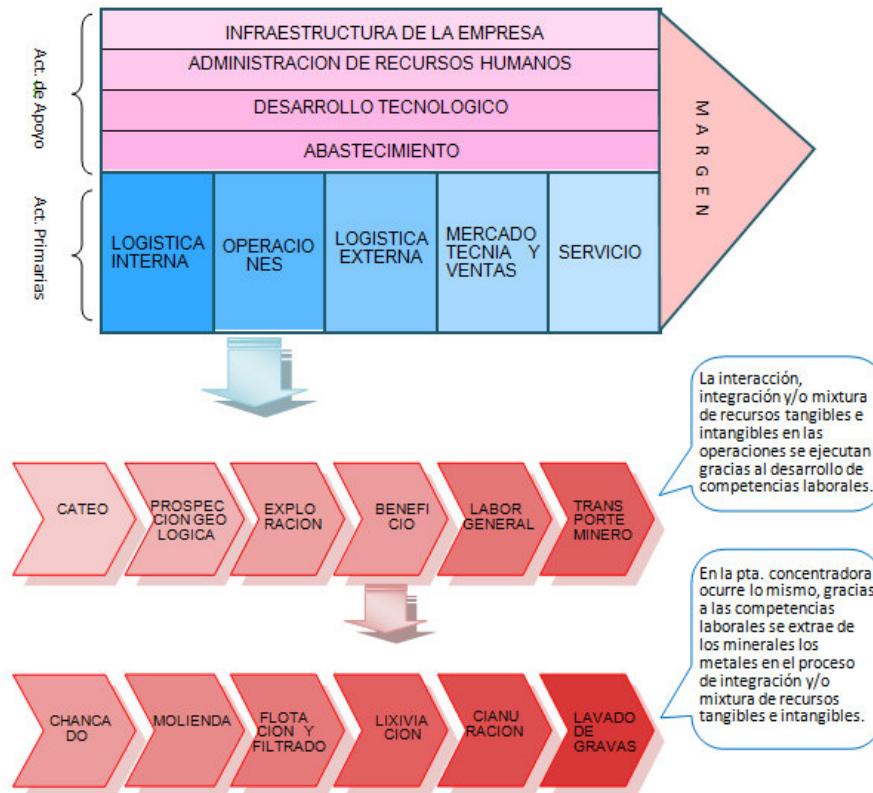 Act. de Apoyo
INFRAESTRUCTURA DE LA EMPRESA
ADMINISTRACION DE RECURSOS HUMANOS
DESARROLLO TECNOLOGICO
ABASTECIMIENTO
MARGEN
Act. Primarias
LOGISTICA
INTERNA
OPERACIO
NES
LOGISTICA
EXTERNA
MERCADO
TECNIA Y
VENTAS
SERVICIO
La interacción,
integración y/o mixtura
de recursos tangibles e
intangibles en las
operaciones se ejecutan
gracias al desarrollo de
competencias laborales.
CATEO
PROSPEC
CION GEO
LOGICA
EXPLO
RACION
BENEFI
CIO
LABOR
GENERAL
TRANS
PORTE
MINERO
En la pta. concentradora
ocurre lo mismo, gracias
a las competencias
laborales se extrae de
los minerales los
metales en el proceso
de integración y/o
mixtura de recursos
tangibles e intangibles.
CHANCA
DO
MOLIENDA
FLOTA
CION Y
FILTRADO
LIXIVIA
CION
CIANU
RACION
LAVADO
DE
GRAVAS